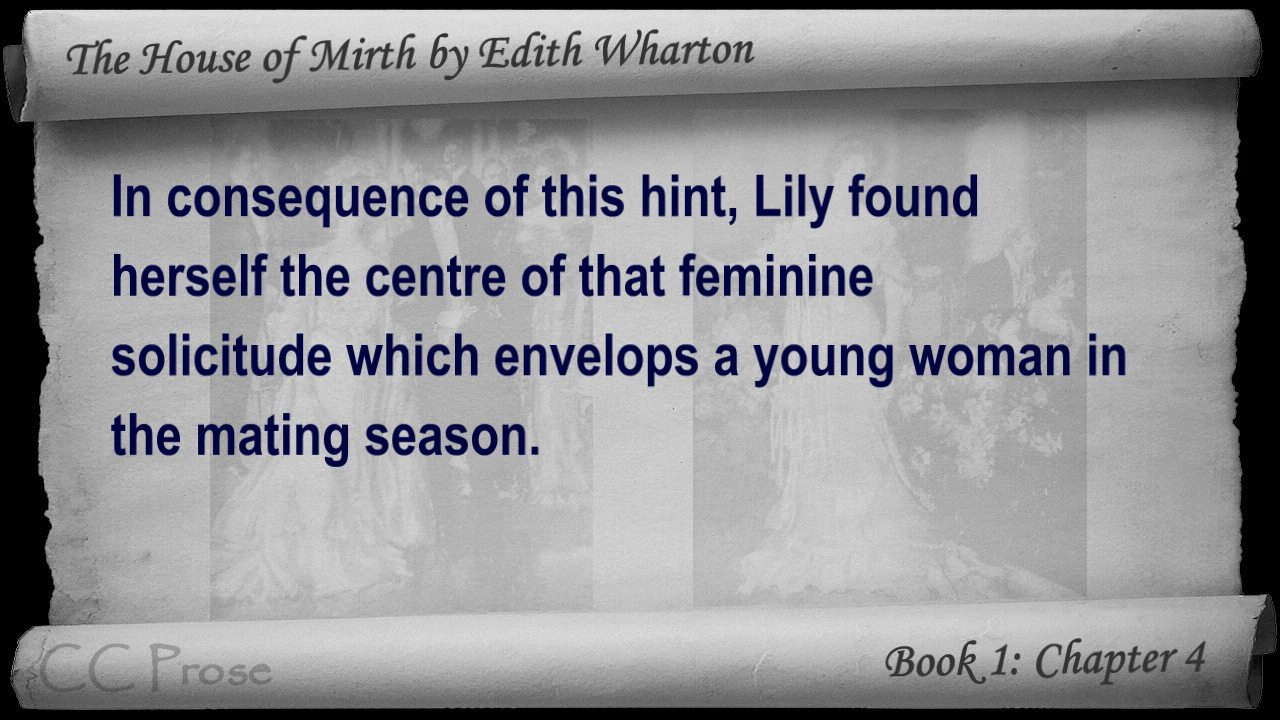 The House of Mirth by Edith Wharton
In consequence of this hint, Lily found
herself the centre of that feminine
solicitude which envelops a young woman in
the mating season.
CC Prose
Book 1: Chapter 4